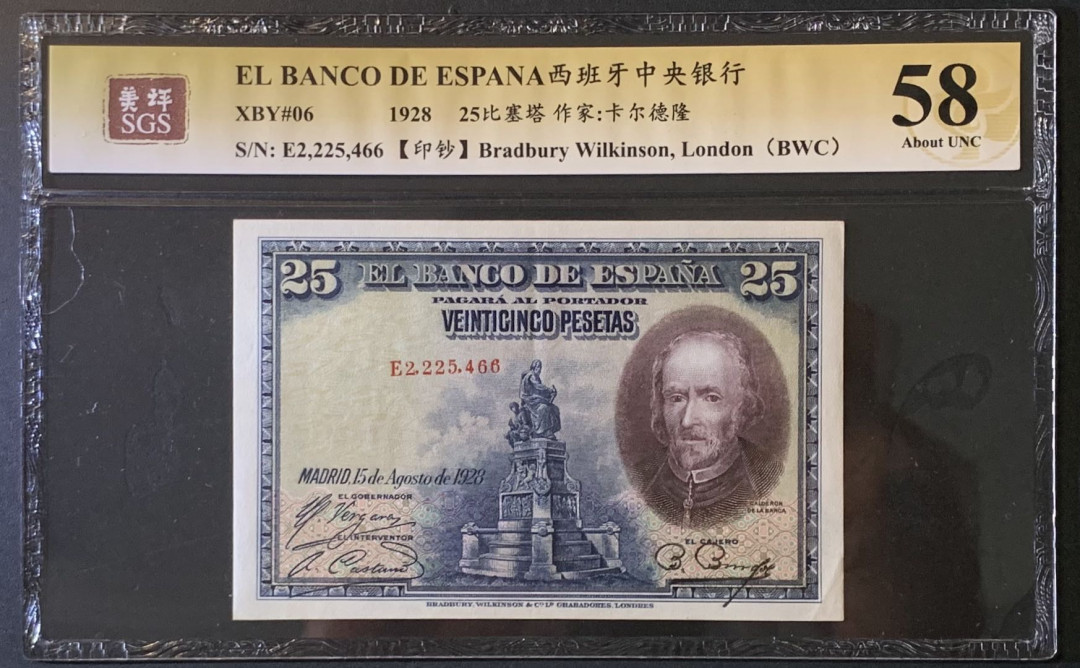 美评
SGS
EL BANCO DE ESPANA西班牙中央银行
XBY#06 1928 25比塞塔 作家:卡尔德隆
S/N: E2,225,466【印钞】Bradbury Wilkinson, London（BWC）
58
About UNC
25 EL BANCO DE ESPAÑA 25
PAGARÁ AL PORTADOR
VEINTICINCO PESETAS
E2.225.466
MADRID, 15 de Agosto de 1928
EL GOBERNADOR
EL INTERVENTOR
CALDERON
DE LA BARCA
EL CAJERO
BRADBURY, WILKINSON & Cº Lᴰ GRABADORES. LONDRES